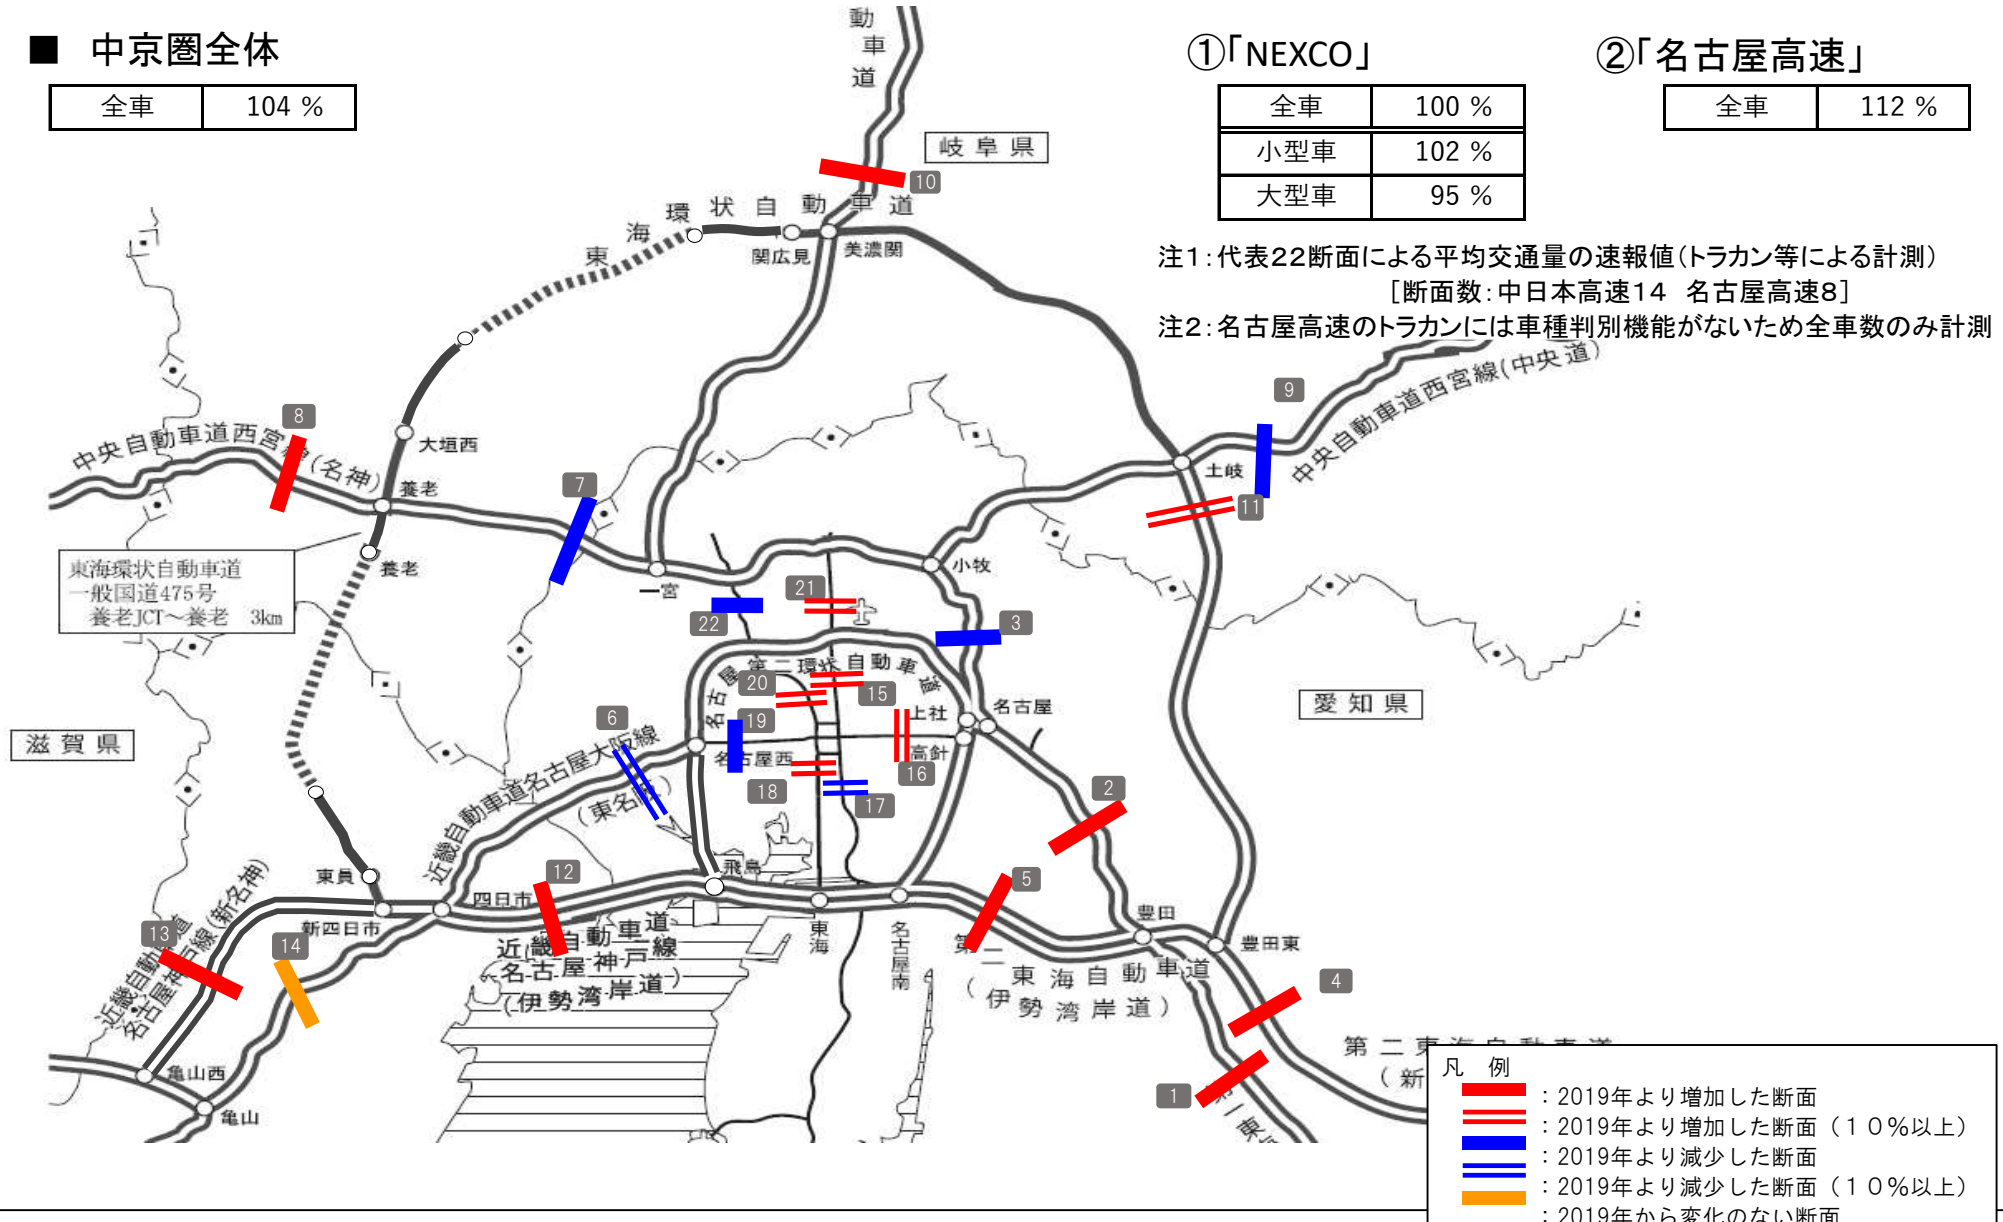 ■ 中京圏全体
全車 104 %
①「NEXCO」
全車 100 %
小型車 102 %
大型車 95 %
②「名古屋高速」
全車 112 %
注1:代表22断面による平均交通量の速報値(トラカン等による計測)
[断面数:中日本高速14 名古屋高速8]
注2:名古屋高速のトラカンには車種判別機能がないため全車数のみ計測
動車道
岐阜県
10
東海環状自動車道
関広見
美濃関
9
中央自動車道西宮線(中央道)
8
中央自動車道西宮線(名神)
大垣西
養老
7
土岐
11
養老
東海環状自動車道
一般国道475号
養老JCT～養老 3km
一宮
小牧
21
22
3
名古屋第二環状自動車道
20
15
19
上社
名古屋
愛知県
滋賀県
6
近畿自動車道名古屋大阪線
(東名阪)
名古屋西
高針
16
18
17
2
飛島
東員
12
5
四日市
新四日市
近畿自動車道
名古屋神戸線
(伊勢湾岸道)
東海
名古屋南
豊田
豊田東
第二東海自動車道
(伊勢湾岸道)
13
14
近畿自動車道
名古屋神戸線(新名神)
4
亀山西
亀山
1
第二東海自動車道
(新
凡 例
:2019年より増加した断面
:2019年より増加した断面(10%以上)
:2019年より減少した断面
:2019年より減少した断面(10%以上)
:2019年から変化のない断面